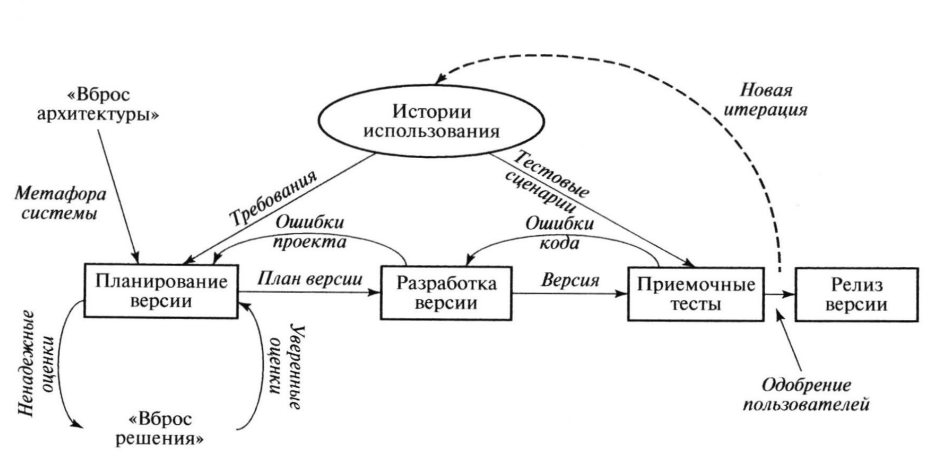 «Вброс
архитектуры»
Истории
использования
Новая
итерация
Метафора
системы
Требования
Тестовые
сценарии
Ошибки
проекта
Ошибки
кода
Планирование
версии
План версии
Разработка
версии
Версия
Приемочные
тесты
Релиз
версии
Ненадежные
оценки
Уверенные
оценки
«Вброс
решения»
Одобрение
пользователей